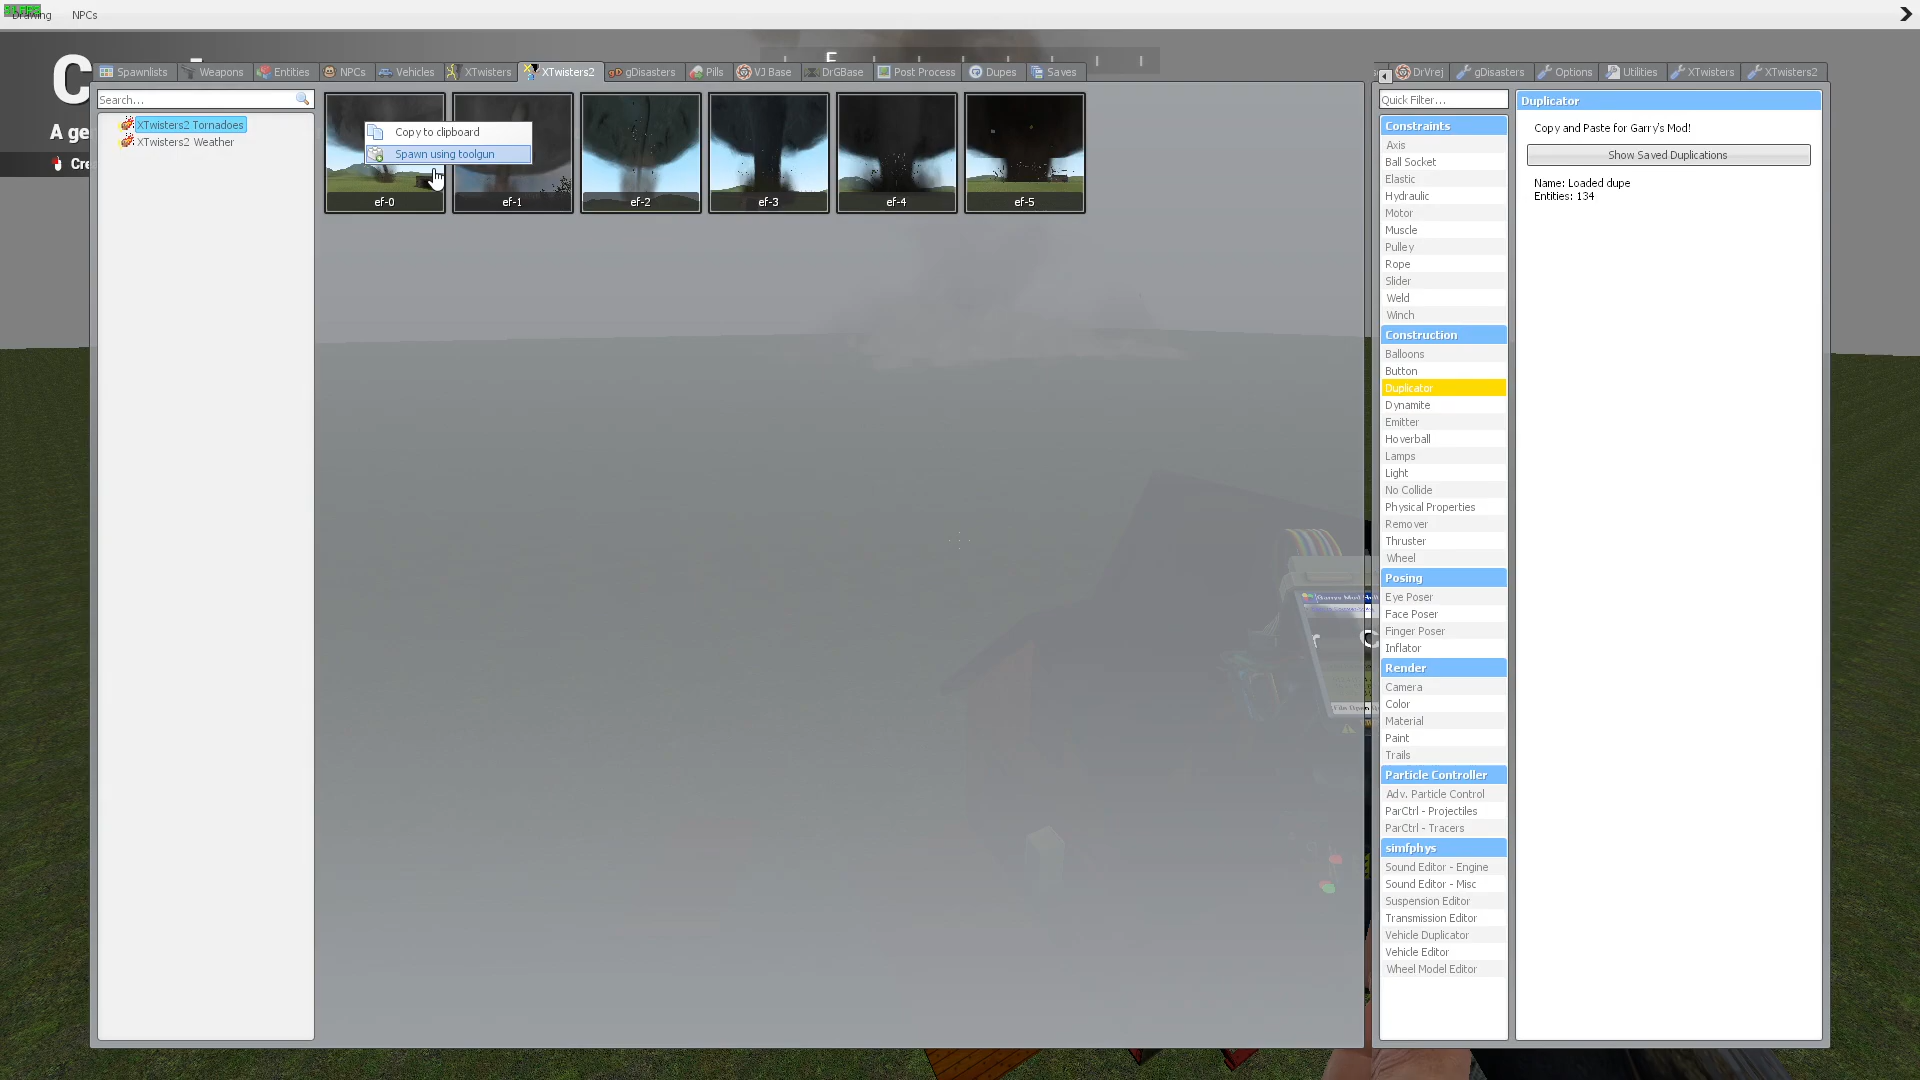 Drawing NPCs
C
A ge
Cre
E
Spawnlists Weapons Entities NPCs Vehicles XTwisters XTwisters2 gDisasters Pills VJ Base DrGBase Post Process Dupes Saves
DrVrej gDisasters Options Utilities XTwisters XTwisters2
Search...
XTwisters2 Tornadoes
XTwisters2 Weather
Copy to clipboard
Spawn using toolgun
ef-0 ef-1 ef-2 ef-3 ef-4 ef-5
Quick Filter...
Constraints
Axis
Ball Socket
Elastic
Hydraulic
Motor
Muscle
Pulley
Rope
Slider
Weld
Winch
Construction
Balloons
Button
Duplicator
Dynamite
Emitter
Hoverball
Lamps
Light
No Collide
Physical Properties
Remover
Thruster
Wheel
Posing
Eye Poser
Face Poser
Finger Poser
Inflator
Render
Camera
Color
Material
Paint
Trails
Particle Controller
Adv. Particle Control
ParCtrl - Projectiles
ParCtrl - Tracers
simfphys
Sound Editor - Engine
Sound Editor - Misc
Suspension Editor
Transmission Editor
Vehicle Duplicator
Vehicle Editor
Wheel Model Editor
Duplicator
Copy and Paste for Garry's Mod!
Show Saved Duplications
Name: Loaded dupe
Entities: 134